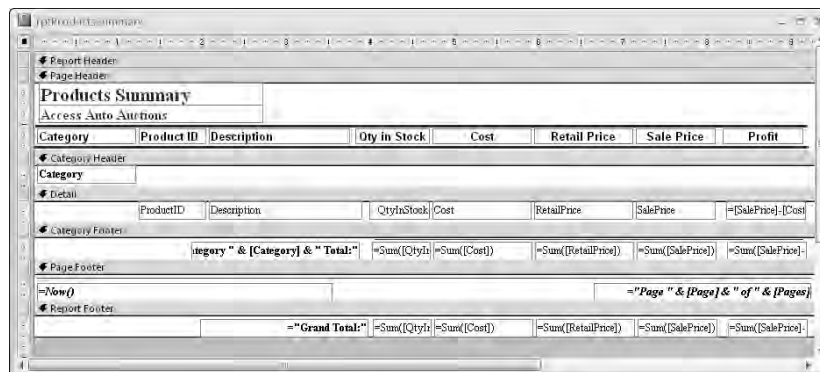 rptProductsSummary
Report Header
Page Header
Products Summary
Access Auto Auctions
Category Product ID Description Qty in Stock Cost Retail Price Sale Price Profit
Category Header
Category
Detail
ProductID Description QtyInStock Cost RetailPrice SalePrice =[SalePrice]-[Cost
Category Footer
tegory " & [Category] & " Total:" =Sum([QtyIn =Sum([Cost]) =Sum([RetailPrice]) =Sum([SalePrice]) =Sum([SalePrice]-
Page Footer
=Now() ="Page " & [Page] & " of " & [Pages]
Report Footer
="Grand Total:" =Sum([QtyIn =Sum([Cost]) =Sum([RetailPrice]) =Sum([SalePrice]) =Sum([SalePrice]-